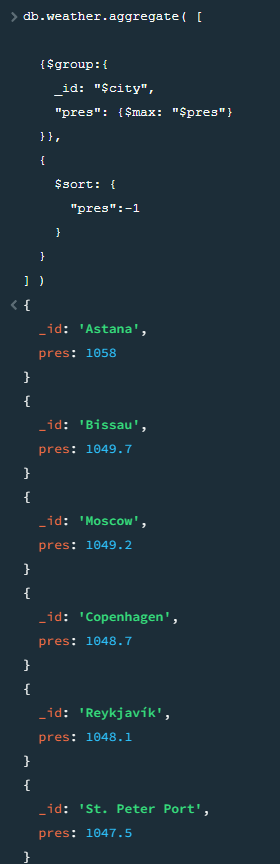 > db.weather.aggregate( [
{$group:{
_id: "$city",
"pres": {$max: "$pres"}
}},
{
$sort: {
"pres":-1
}
}
] )
< {
_id: 'Astana',
pres: 1058
}
{
_id: 'Bissau',
pres: 1049.7
}
{
_id: 'Moscow',
pres: 1049.2
}
{
_id: 'Copenhagen',
pres: 1048.7
}
{
_id: 'Reykjavík',
pres: 1048.1
}
{
_id: 'St. Peter Port',
pres: 1047.5
}